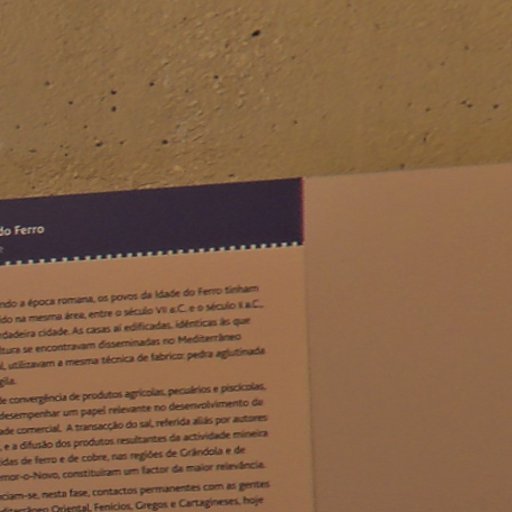 do Ferro
ndo a época romana, os povos da Idade do Ferro tinham
ido na mesma área, entre o século VII a.C. e o século II a.C.,
rdadeira cidade. As casas aí edificadas, idênticas às que
ltura se encontravam disseminadas no Mediterrâneo
l, utilizavam a mesma técnica de fabrico: pedra aglutinada
gila.
de convergência de produtos agrícolas, pecuários e piscícolas,
desempenhar um papel relevante no desenvolvimento da
ade comercial. A transacção do sal, referida aliás por autores
, e a difusão dos produtos resultantes da actividade mineira
idas de ferro e de cobre, nas regiões de Grândola e de
emor-o-Novo, constituíram um factor da maior relevância.
ciam-se, nesta fase, contactos permanentes com as gentes
diterrâneo Oriental, Fenícios, Gregos e Cartagineses, hoje